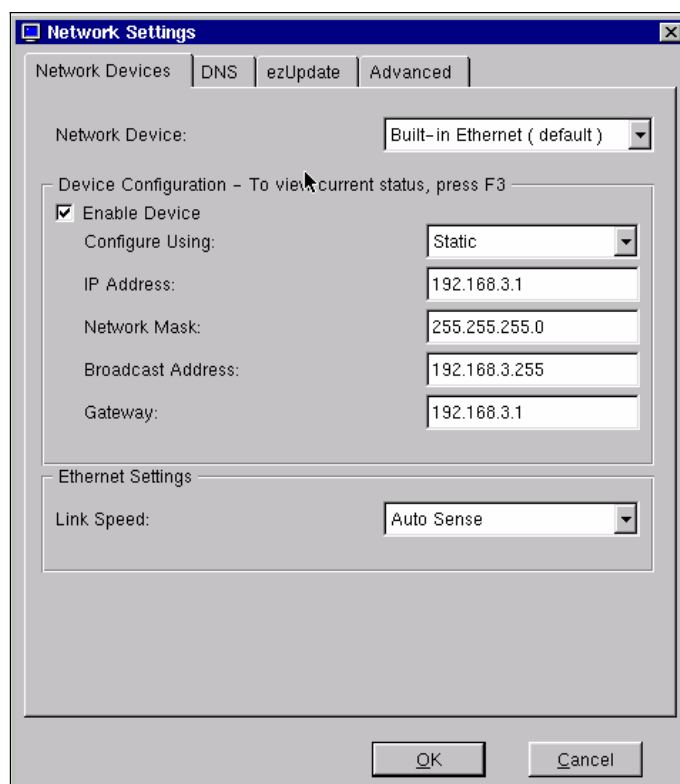 Network Settings
Network Devices DNS ezUpdate Advanced
Network Device: Built-in Ethernet ( default )
Device Configuration - To view current status, press F3
Enable Device
Configure Using: Static
IP Address: 192.168.3.1
Network Mask: 255.255.255.0
Broadcast Address: 192.168.3.255
Gateway: 192.168.3.1
Ethernet Settings
Link Speed: Auto Sense
OK Cancel